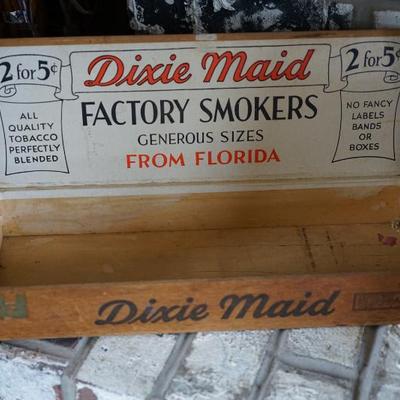 2 for 5¢
Dixie Maid
2 for 5¢
ALL
QUALITY
TOBACCO
PERFECTLY
BLENDED
FACTORY SMOKERS
GENEROUS SIZES
FROM FLORIDA
NO FANCY
LABELS
BANDS
OR
BOXES
Dixie Maid